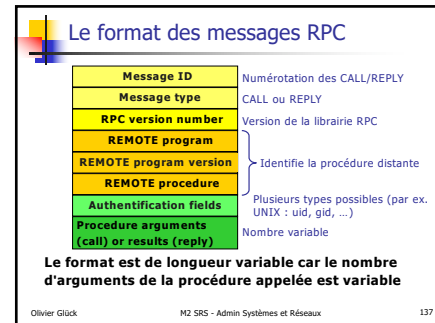 Le format des messages RPC
Message ID
Numérotation des CALL/REPLY
Message type
CALL ou REPLY
RPC version number
Version de la librairie RPC
REMOTE program
REMOTE program version
Identifie la procédure distante
REMOTE procedure
Authentification fields
Plusieurs types possibles (par ex.
UNIX : uid, gid, ...)
Procedure arguments
(call) or results (reply)
Nombre variable
Le format est de longueur variable car le nombre
d'arguments de la procédure appelée est variable
Olivier Glück
M2 SRS - Admin Systèmes et Réseaux
137